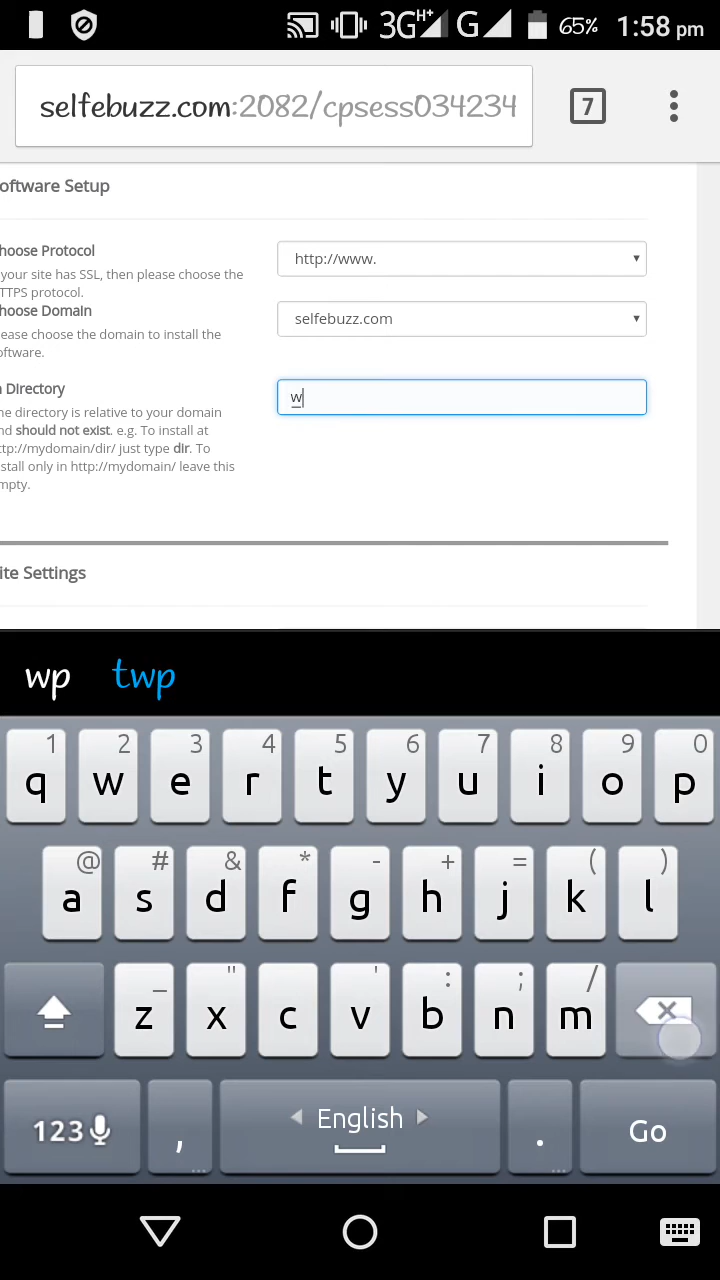 3G H+ G 65% 1:58 pm
selfebuzz.com:2082/cpsess034234 7
oftware Setup
hoose Protocol
http://www.
your site has SSL, then please choose the
TTPS protocol.
hoose Domain
selfebuzz.com
ease choose the domain to install the
oftware.
n Directory
w
he directory is relative to your domain
nd should not exist. e.g. To install at
ttp://mydomain/dir/ just type dir. To
stall only in http://mydomain/ leave this
mpty.
ite Settings
wp twp
1 2 3 4 5 6 7 8 9 0
q w e r t y u i o p
@ # & * - + = ( )
a s d f g h j k l
_ " ' : ; /
z x c v b n m
123 , English . Go